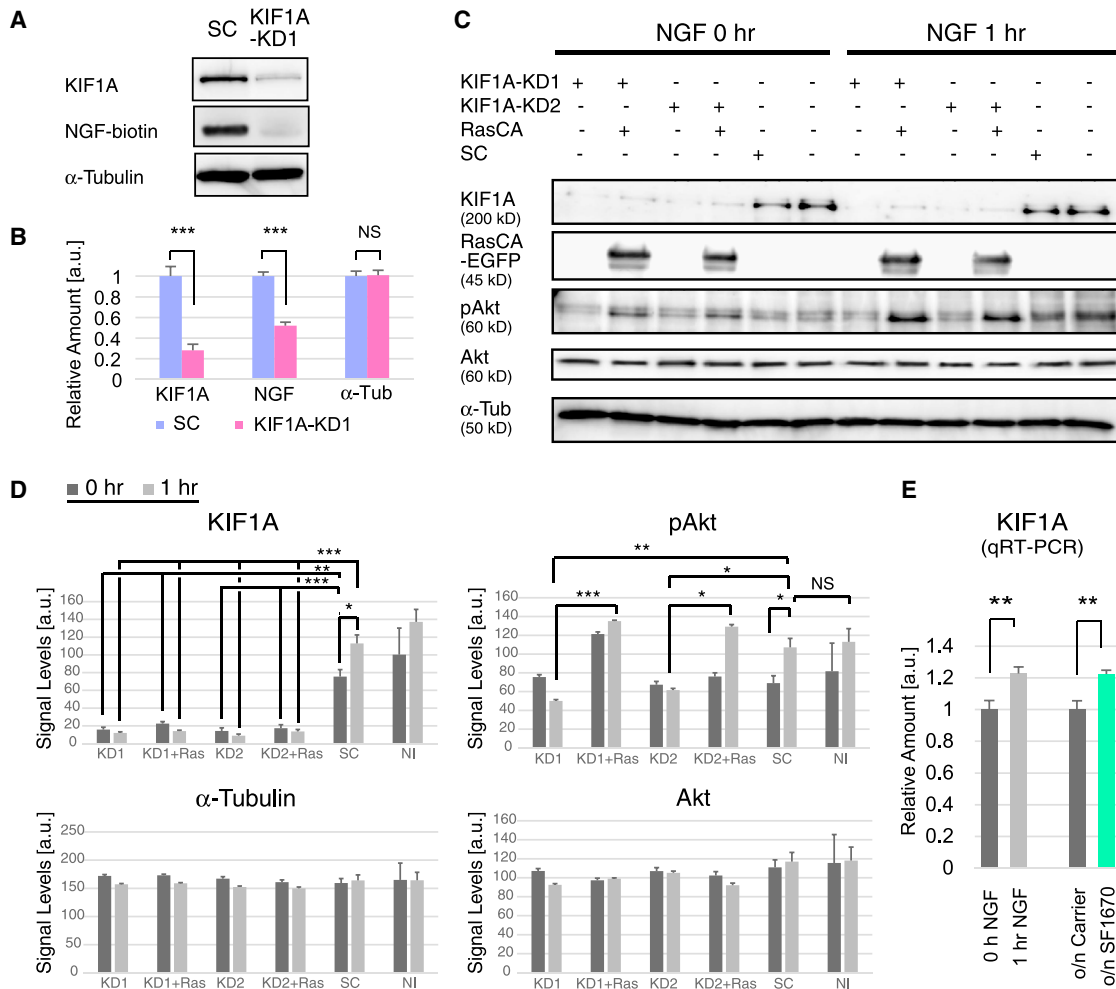 A
SC KIF1A
-KD1
KIF1A
NGF-biotin
α-Tubulin
B
Relative Amount [a.u.]
1
0.8
0.6
0.4
0.2
0
*** *** NS
KIF1A NGF α-Tub
SC KIF1A-KD1
C
NGF 0 hr NGF 1 hr
KIF1A-KD1 + + - - - - + + - - - -
KIF1A-KD2 - - + + - - - - + + - -
RasCA - + - + - - - + - + - -
SC - - - - + - - - - - + -
KIF1A
(200 kD)
RasCA
-EGFP
(45 kD)
pAkt
(60 kD)
Akt
(60 kD)
α-Tub
(50 kD)
D
0 hr 1 hr
KIF1A
Signal Levels [a.u.]
160
140
120
100
80
60
40
20
0
***
**
***
*
KD1 KD1+Ras KD2 KD2+Ras SC NI
pAkt
Signal Levels [a.u.]
160
140
120
100
80
60
40
20
0
**
*
NS
*** * *
KD1 KD1+Ras KD2 KD2+Ras SC NI
α-Tubulin
Signal Levels [a.u.]
250
200
150
100
50
0
KD1 KD1+Ras KD2 KD2+Ras SC NI
Akt
Signal Levels [a.u.]
160
140
120
100
80
60
40
20
0
KD1 KD1+Ras KD2 KD2+Ras SC NI
E
KIF1A
(qRT-PCR)
Relative Amount [a.u.]
** **
1.4
1.2
1
0.8
0.6
0.4
0.2
0
0 h NGF
1 hr NGF
o/n Carrier
o/n SF1670